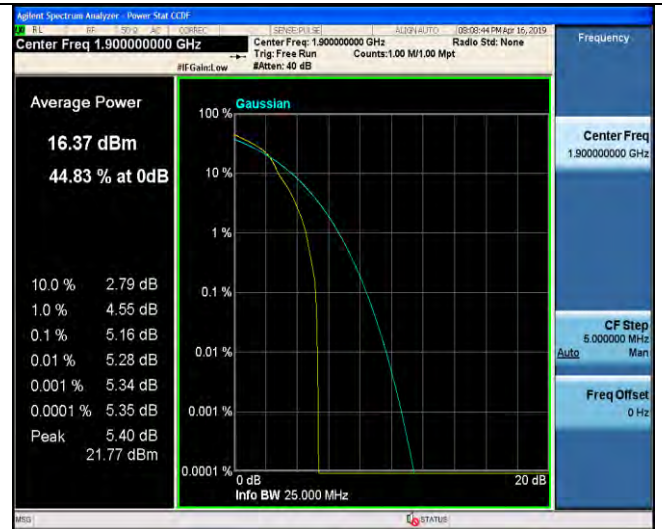 Agilent Spectrum Analyzer - Power Stat CCDF
RL RF 50Ω AC CORREC SENSE:PULSE ALIGN AUTO 08:08:44 PM Apr 16, 2019
Center Freq 1.900000000 GHz
Center Freq: 1.900000000 GHz Radio Std: None
Trig: Free Run Counts:1.00 M/1.00 Mpt
#IFGain:Low #Atten: 40 dB
Frequency
Average Power
16.37 dBm
44.83 % at 0dB
10.0 % 2.79 dB
1.0 % 4.55 dB
0.1 % 5.16 dB
0.01 % 5.28 dB
0.001 % 5.34 dB
0.0001 % 5.35 dB
Peak 5.40 dB
21.77 dBm
Gaussian
100 %
10 %
1 %
0.1 %
0.01 %
0.001 %
0.0001 %
0 dB 20 dB
Info BW 25.000 MHz
Center Freq
1.900000000 GHz
CF Step
5.000000 MHz
Auto Man
Freq Offset
0 Hz
MSG STATUS